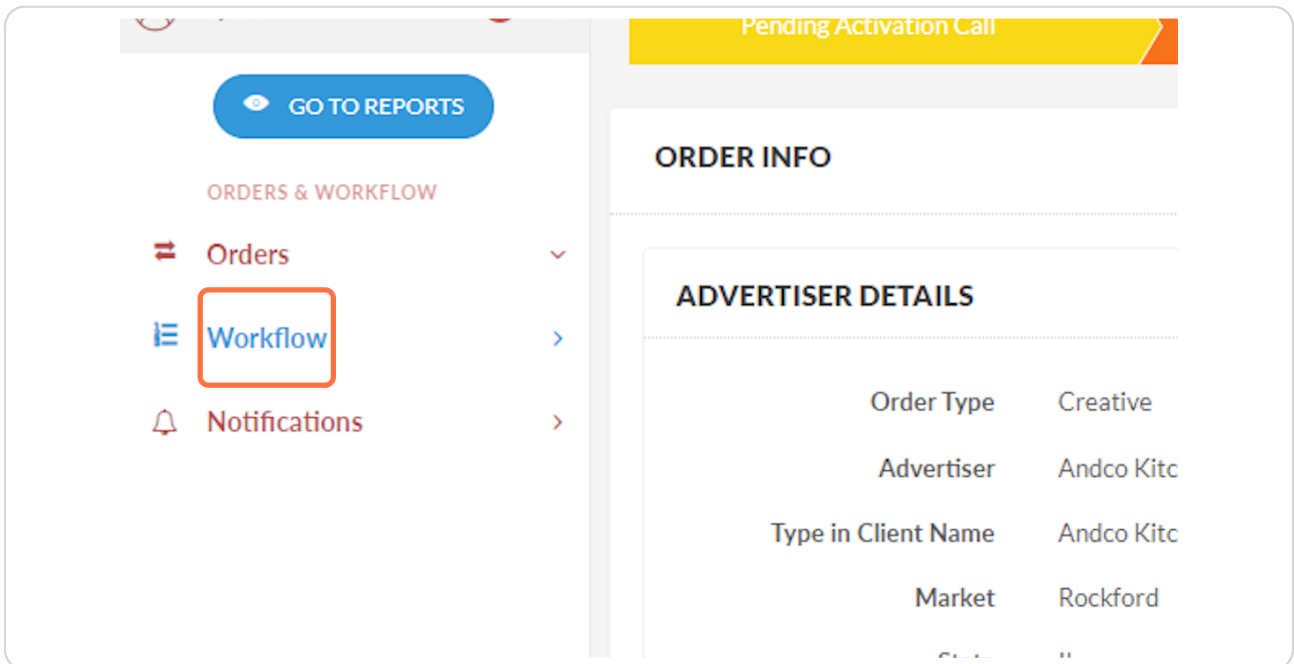 Pending Activation Call
GO TO REPORTS
ORDERS & WORKFLOW
Orders
Workflow
Notifications
ORDER INFO
ADVERTISER DETAILS
Order Type Creative
Advertiser Andco Kitc
Type in Client Name Andco Kitc
Market Rockford